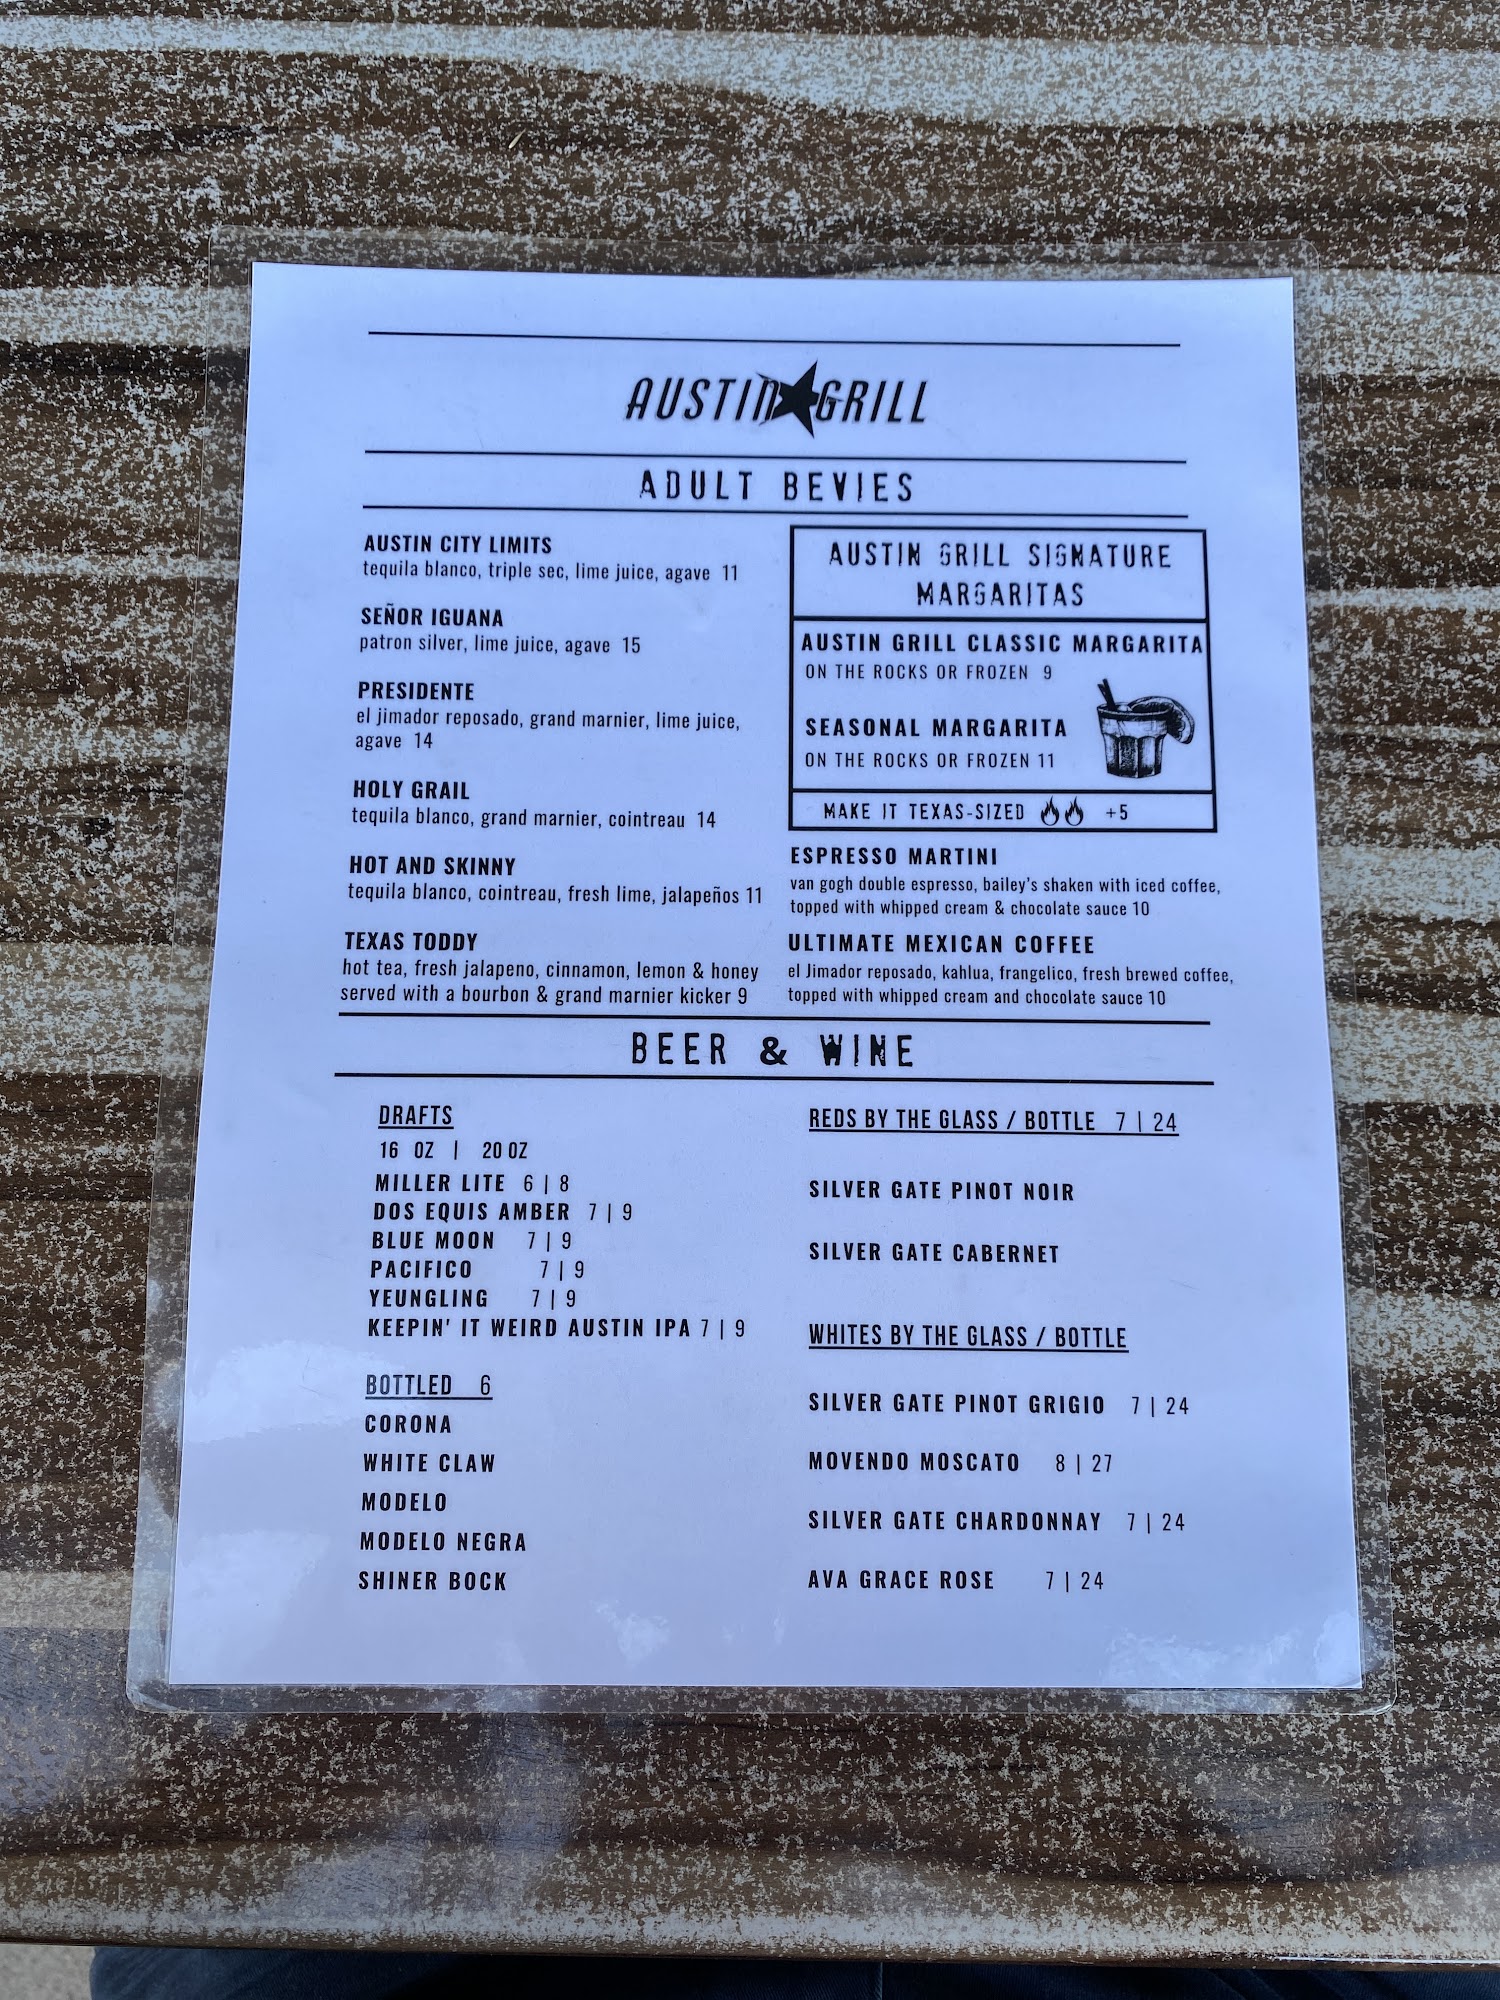 AUSTIN GRILL
ADULT BEVIES
AUSTIN CITY LIMITS
tequila blanco, triple sec, lime juice, agave 11
SEÑOR IGUANA
patron silver, lime juice, agave 15
PRESIDENTE
el jimador reposado, grand marnier, lime juice,
agave 14
HOLY GRAIL
tequila blanco, grand marnier, cointreau 14
HOT AND SKINNY
tequila blanco, cointreau, fresh lime, jalapeños 11
TEXAS TODDY
hot tea, fresh jalapeno, cinnamon, lemon & honey
served with a bourbon & grand marnier kicker 9
AUSTIN GRILL SIGNATURE
MARGARITAS
AUSTIN GRILL CLASSIC MARGARITA
ON THE ROCKS OR FROZEN 9
SEASONAL MARGARITA
ON THE ROCKS OR FROZEN 11
MAKE IT TEXAS-SIZED +5
ESPRESSO MARTINI
van gogh double espresso, bailey's shaken with iced coffee,
topped with whipped cream & chocolate sauce 10
ULTIMATE MEXICAN COFFEE
el Jimador reposado, kahlua, frangelico, fresh brewed coffee,
topped with whipped cream and chocolate sauce 10
BEER & WINE
DRAFTS
16 OZ | 20 OZ
MILLER LITE 6 | 8
DOS EQUIS AMBER 7 | 9
BLUE MOON 7 | 9
PACIFICO 7 | 9
YEUNGLING 7 | 9
KEEPIN' IT WEIRD AUSTIN IPA 7 | 9
BOTTLED 6
CORONA
WHITE CLAW
MODELO
MODELO NEGRA
SHINER BOCK
REDS BY THE GLASS / BOTTLE 7 | 24
SILVER GATE PINOT NOIR
SILVER GATE CABERNET
WHITES BY THE GLASS / BOTTLE
SILVER GATE PINOT GRIGIO 7 | 24
MOVENDO MOSCATO 8 | 27
SILVER GATE CHARDONNAY 7 | 24
AVA GRACE ROSE 7 | 24